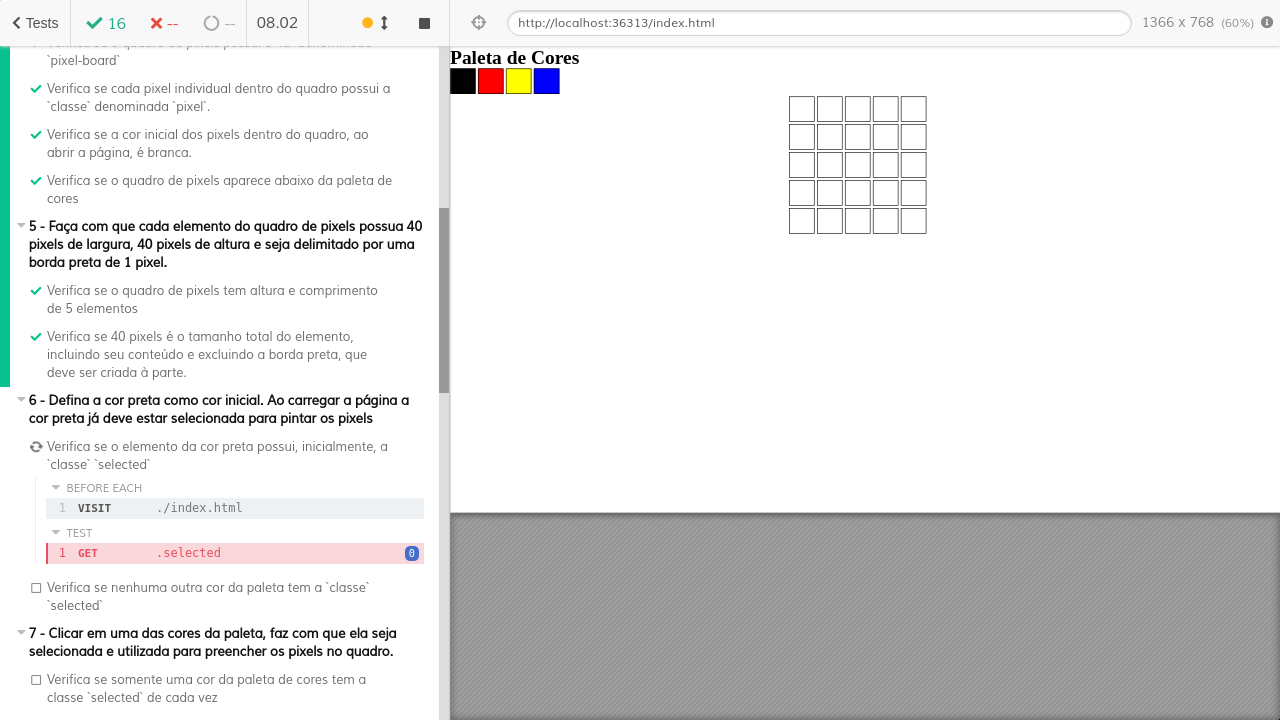 Tests
16
--
--
08.02
http://localhost:36313/index.html
1366 x 768 (60%)
`pixel-board`
Verifica se cada pixel individual dentro do quadro possui a
`classe` denominada `pixel`.
Verifica se a cor inicial dos pixels dentro do quadro, ao
abrir a página, é branca.
Verifica se o quadro de pixels aparece abaixo da paleta de
cores
5 - Faça com que cada elemento do quadro de pixels possua 40
pixels de largura, 40 pixels de altura e seja delimitado por uma
borda preta de 1 pixel.
Verifica se o quadro de pixels tem altura e comprimento
de 5 elementos
Verifica se 40 pixels é o tamanho total do elemento,
incluindo seu conteúdo e excluindo a borda preta, que
deve ser criada à parte.
6 - Defina a cor preta como cor inicial. Ao carregar a página a
cor preta já deve estar selecionada para pintar os pixels
Verifica se o elemento da cor preta possui, inicialmente, a
`classe` `selected`
BEFORE EACH
1 VISIT ./index.html
TEST
1 GET .selected 0
Verifica se nenhuma outra cor da paleta tem a `classe`
`selected`
7 - Clicar em uma das cores da paleta, faz com que ela seja
selecionada e utilizada para preencher os pixels no quadro.
Verifica se somente uma cor da paleta de cores tem a
classe `selected` de cada vez
Paleta de Cores